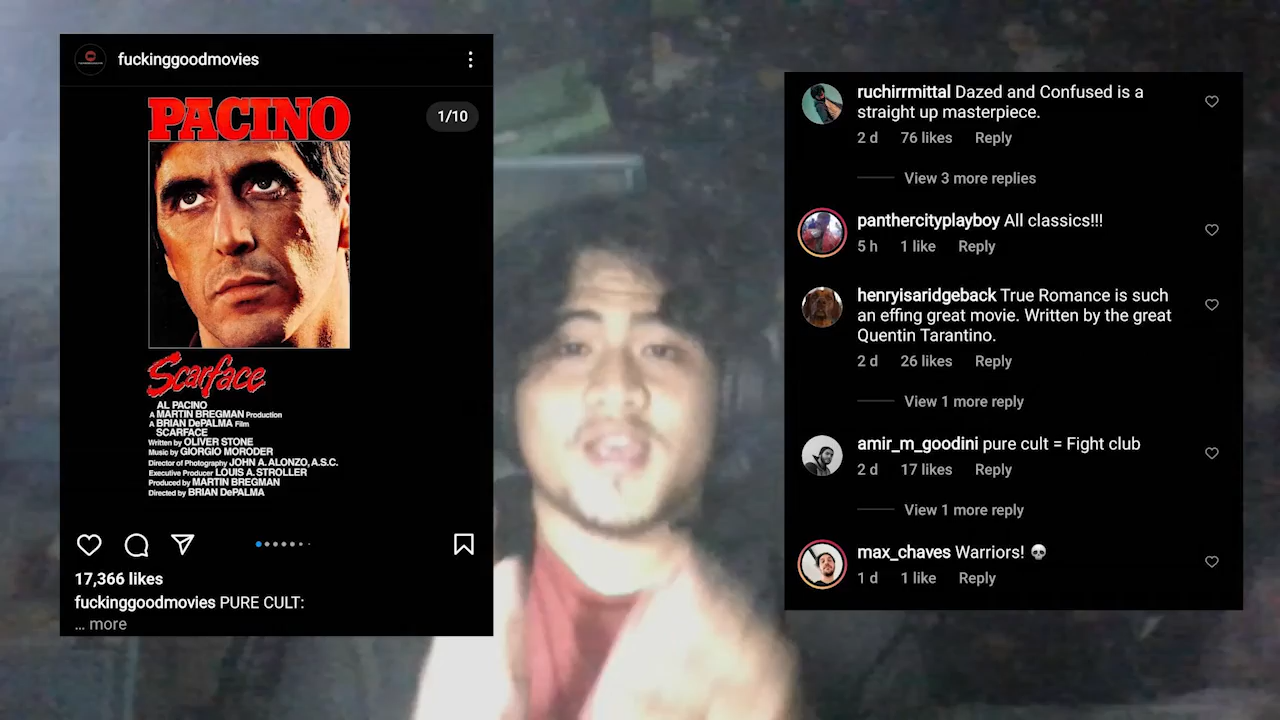 fuckinggoodmovies
1/10
PACINO
Scarface
AL PACINO
A MARTIN BREGMAN Production
A BRIAN DePALMA Film
SCARFACE
Written by OLIVER STONE
Music by GIORGIO MORODER
Director of Photography JOHN A. ALONZO, A.S.C.
Executive Producer LOUIS A. STROLLER
Produced by MARTIN BREGMAN
Directed by BRIAN DePALMA
17,366 likes
fuckinggoodmovies PURE CULT:
... more
ruchirrmittal Dazed and Confused is a
straight up masterpiece.
2 d 76 likes Reply
View 3 more replies
panthercityplayboy All classics!!!
5 h 1 like Reply
henryisaridgeback True Romance is such
an effing great movie. Written by the great
Quentin Tarantino.
2 d 26 likes Reply
View 1 more reply
amir_m_goodini pure cult = Fight club
2 d 17 likes Reply
View 1 more reply
max_chaves Warriors! 💀
1 d 1 like Reply